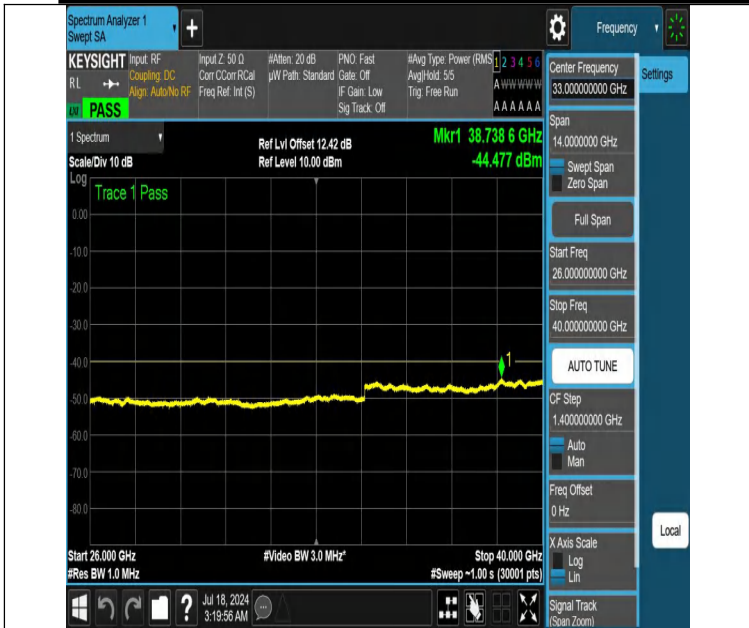 Spectrum Analyzer 1
Swept SA
Frequency
KEYSIGHT
RL
PASS
Input: RF
Coupling: DC
Align: Auto/No RF
Input Z: 50 Ω
Corr CCorr RCal
Freq Ref: Int (S)
#Atten: 20 dB
µW Path: Standard
PNO: Fast
Gate: Off
IF Gain: Low
Sig Track: Off
#Avg Type: Power (RMS
Avg|Hold: 5/5
Trig: Free Run
1 2 3 4 5 6
A W W W W W
A A A A A A
1 Spectrum
Scale/Div 10 dB
Ref Lvl Offset 12.42 dB
Ref Level 10.00 dBm
Mkr1 38.738 6 GHz
-44.477 dBm
Log
Trace 1 Pass
0.00
-10.0
-20.0
-30.0
-40.0
-50.0
-60.0
-70.0
-80.0
1
Start 26.000 GHz
#Res BW 1.0 MHz
#Video BW 3.0 MHz*
Stop 40.000 GHz
#Sweep ~1.00 s (30001 pts)
Jul 18, 2024
3:19:56 AM
Center Frequency
33.000000000 GHz
Settings
Span
14.0000000 GHz
Swept Span
Zero Span
Full Span
Start Freq
26.000000000 GHz
Stop Freq
40.000000000 GHz
AUTO TUNE
CF Step
1.400000000 GHz
Auto
Man
Freq Offset
0 Hz
X Axis Scale
Log
Lin
Local
Signal Track
(Span Zoom)